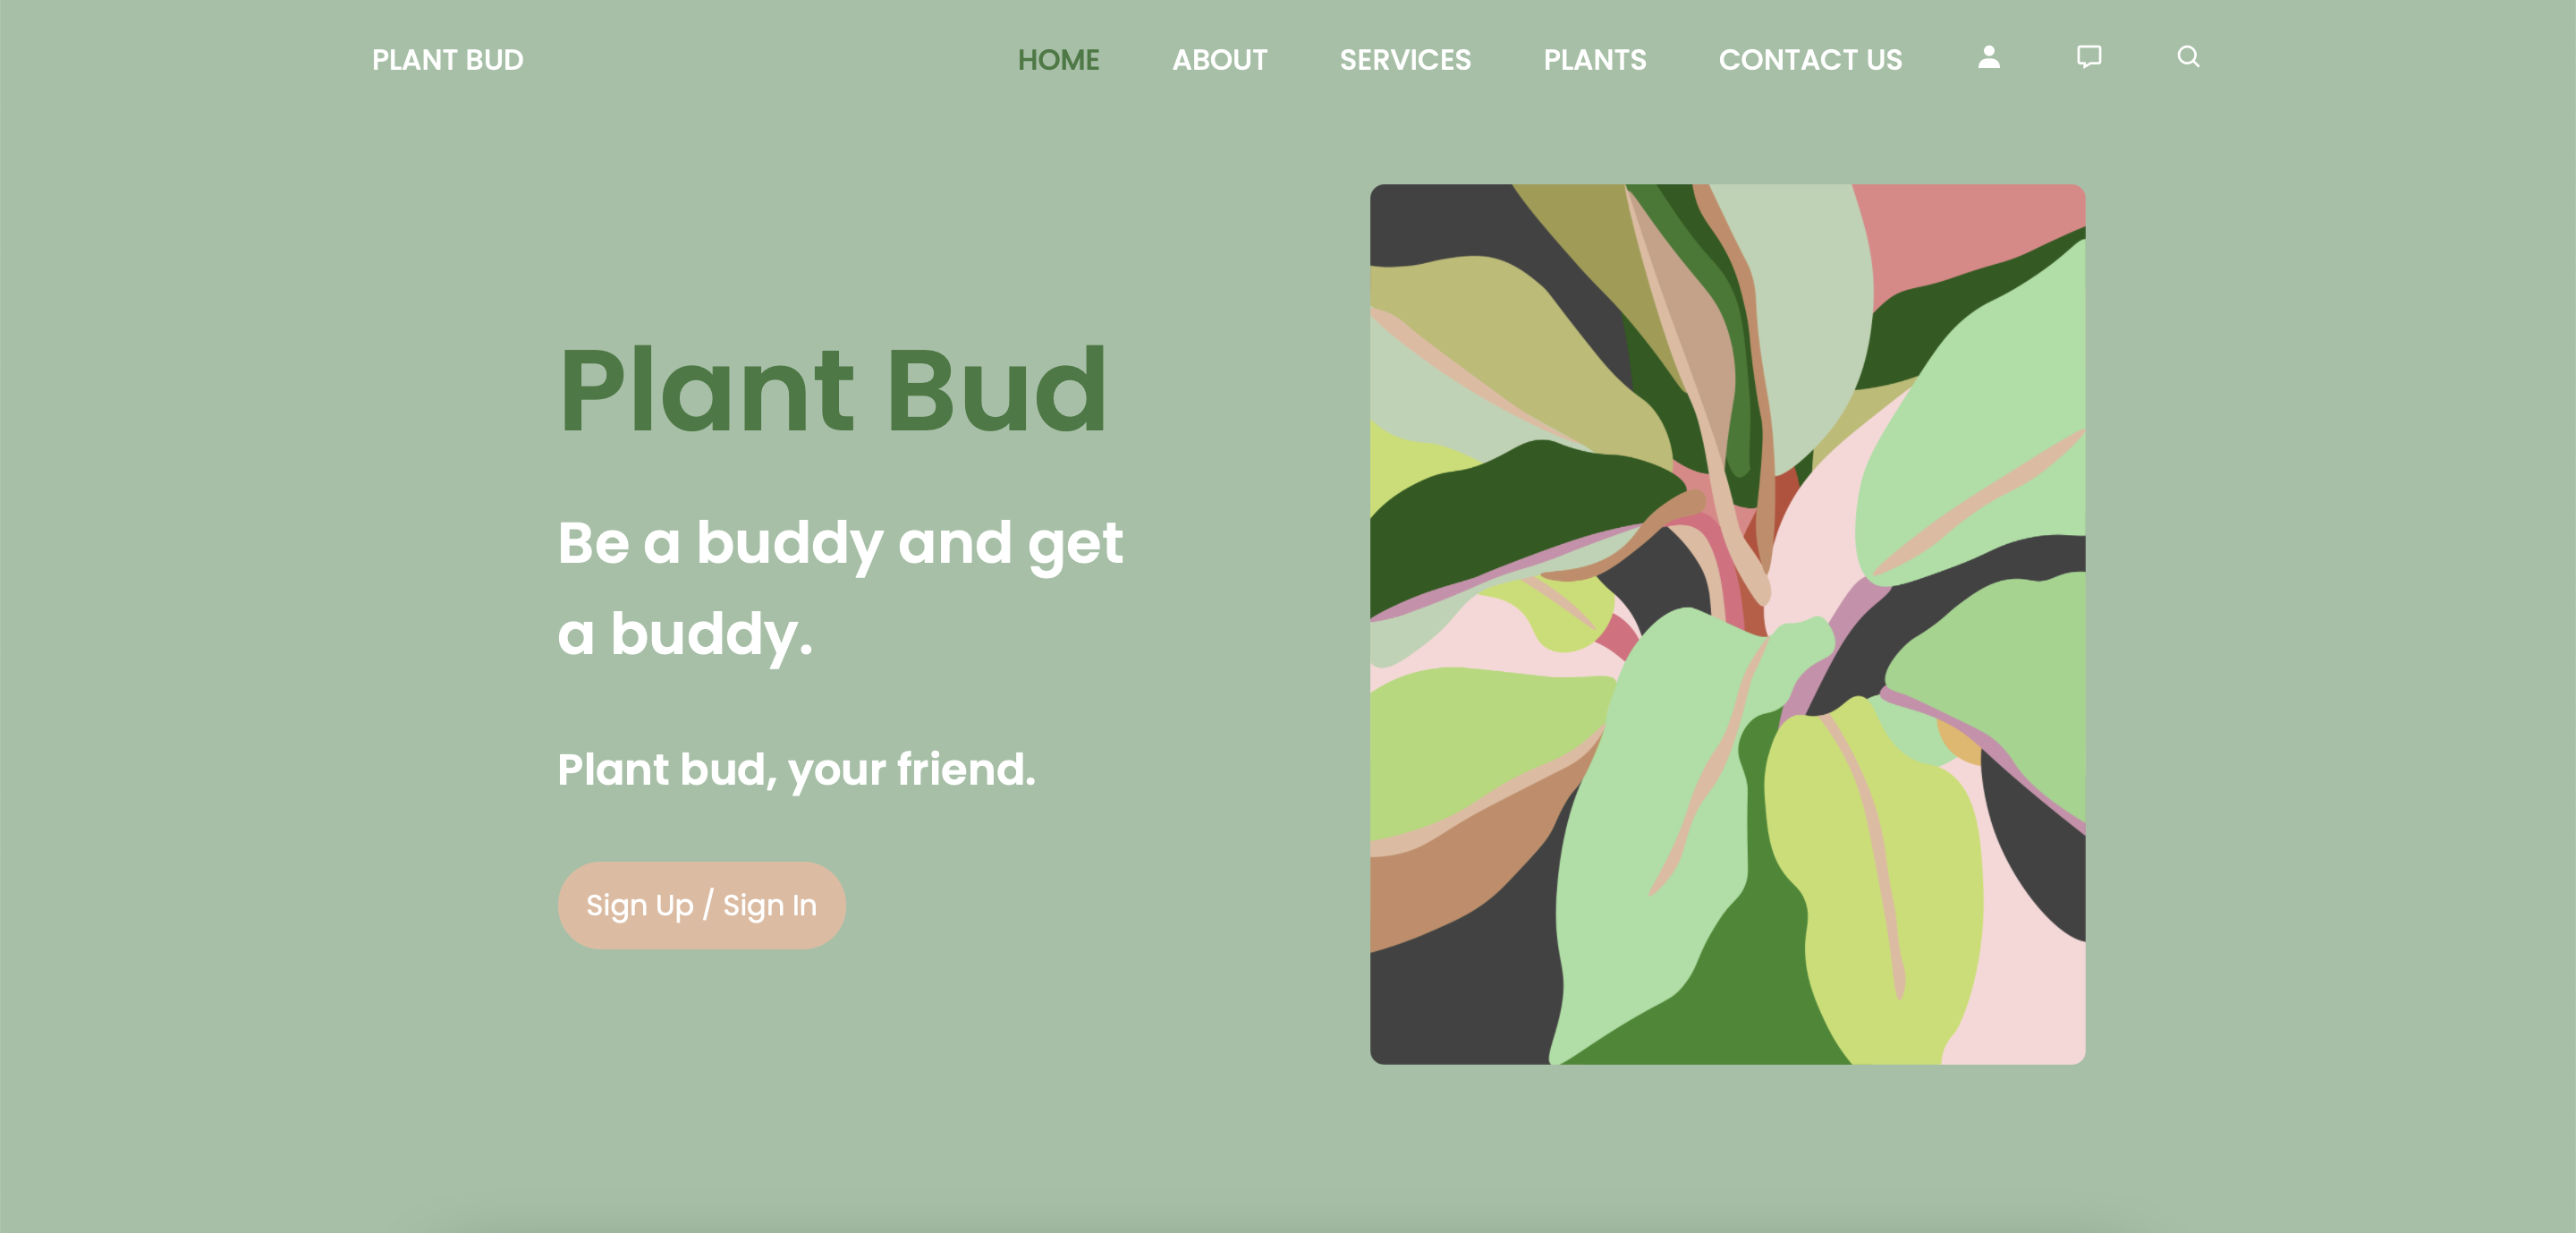 PLANT BUD
HOME ABOUT SERVICES PLANTS CONTACT US
Plant Bud
Be a buddy and get
a buddy.
Plant bud, your friend.
Sign Up / Sign In